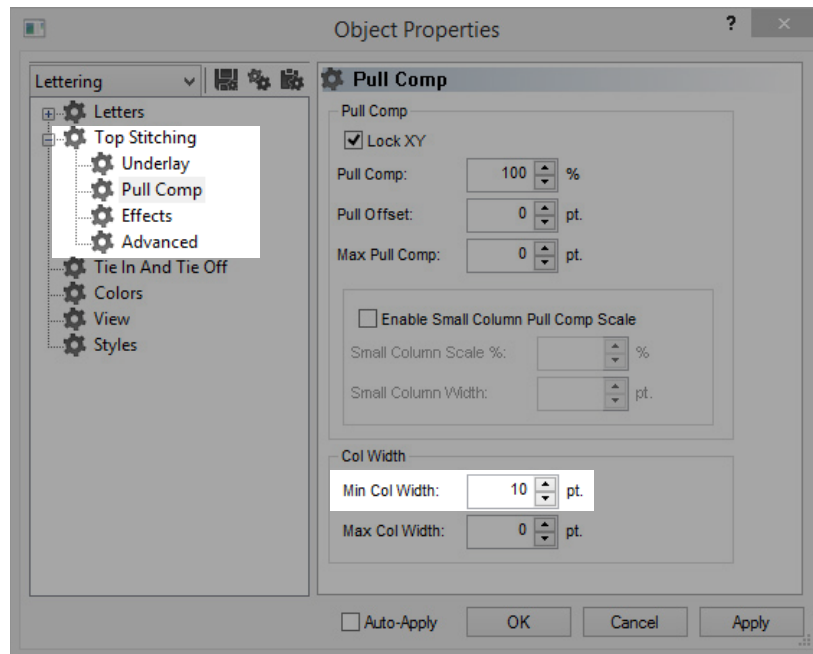 Object Properties
?
×
Lettering
Letters
Top Stitching
Underlay
Pull Comp
Effects
Advanced
Tie In And Tie Off
Colors
View
Styles
Pull Comp
Pull Comp
Lock XY
Pull Comp: 100 %
Pull Offset: 0 pt.
Max Pull Comp: 0 pt.
Enable Small Column Pull Comp Scale
Small Column Scale %: %
Small Column Width: pt.
Col Width
Min Col Width: 10 pt.
Max Col Width: 0 pt.
Auto-Apply OK Cancel Apply